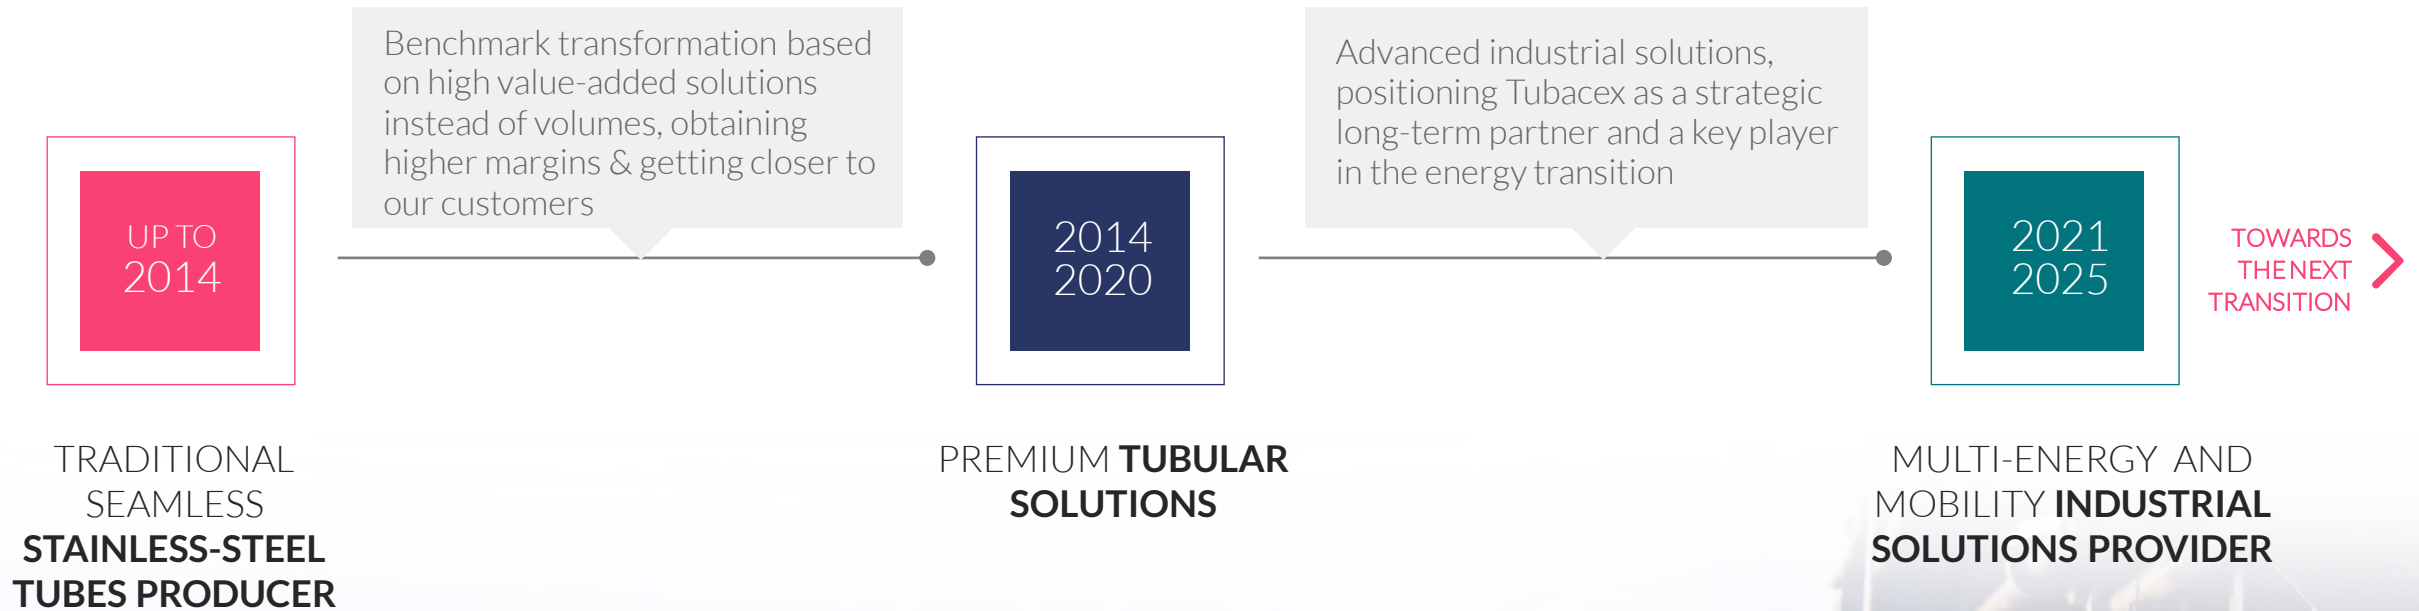 Benchmark transformation based
on high value-added solutions
instead of volumes, obtaining
higher margins & getting closer to
our customers
Advanced industrial solutions,
positioning Tubacex as a strategic
long-term partner and a key player
in the energy transition
UP TO
2014
2014
2020
2021
2025
TOWARDS
THE NEXT
TRANSITION
TRADITIONAL
SEAMLESS
STAINLESS-STEEL
TUBES PRODUCER
PREMIUM TUBULAR
SOLUTIONS
MULTI-ENERGY AND
MOBILITY INDUSTRIAL
SOLUTIONS PROVIDER